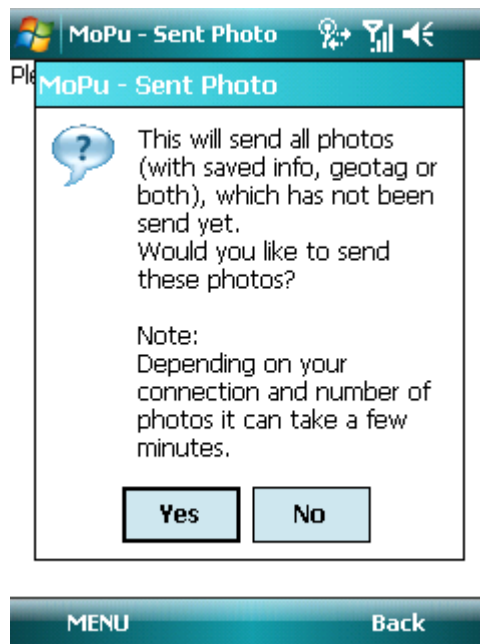 MoPu - Sent Photo
MoPu - Sent Photo
This will send all photos
(with saved info, geotag or
both), which has not been
send yet.
Would you like to send
these photos?
Note:
Depending on your
connection and number of
photos it can take a few
minutes.
Yes No
MENU Back